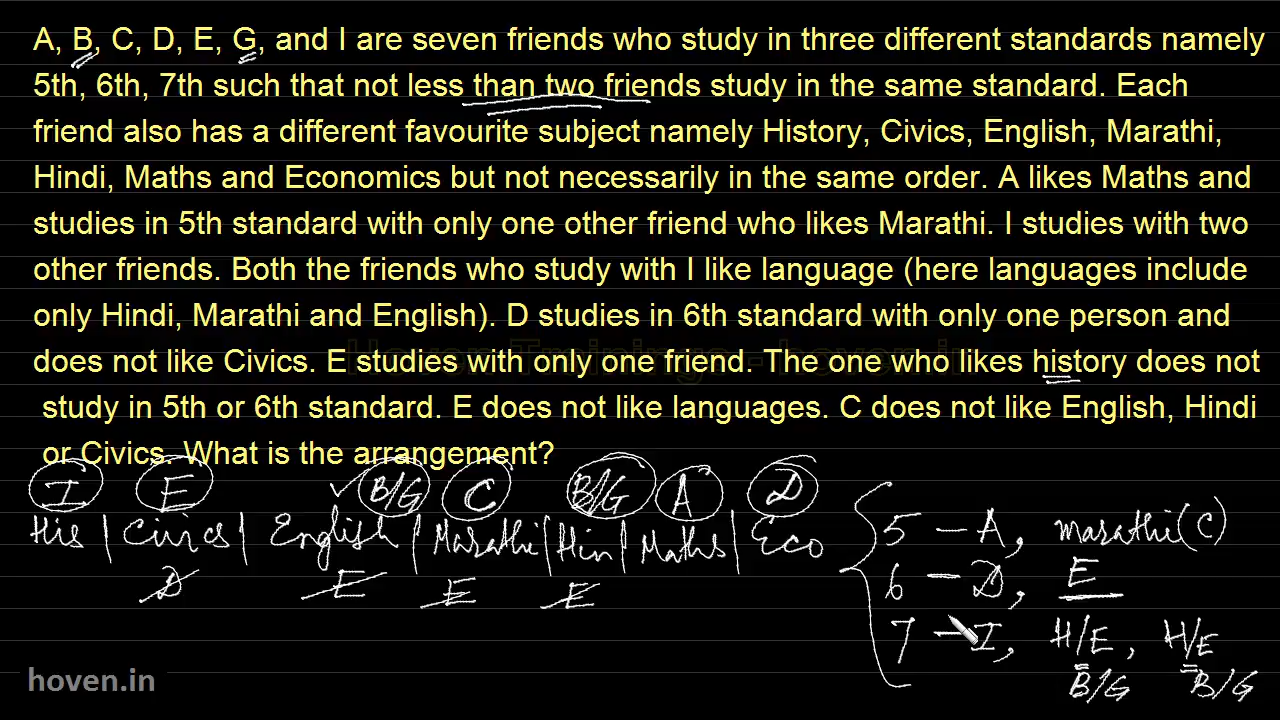 A, B, C, D, E, G, and I are seven friends who study in three different standards namely
5th, 6th, 7th such that not less than two friends study in the same standard. Each
friend also has a different favourite subject namely History, Civics, English, Marathi,
Hindi, Maths and Economics but not necessarily in the same order. A likes Maths and
studies in 5th standard with only one other friend who likes Marathi. I studies with two
other friends. Both the friends who study with I like language (here languages include
only Hindi, Marathi and English). D studies in 6th standard with only one person and
does not like Civics. E studies with only one friend. The one who likes history does not
study in 5th or 6th standard. E does not like languages. C does not like English, Hindi
or Civics. What is the arrangement?
I E B/G C B/G A D
His | Civics | English | Marathi | Hin | Maths | Eco
D E E E
5 - A, marathi (C)
6 - D, E
7 - I, H/E, H/E
B/G B/G
hoven.in